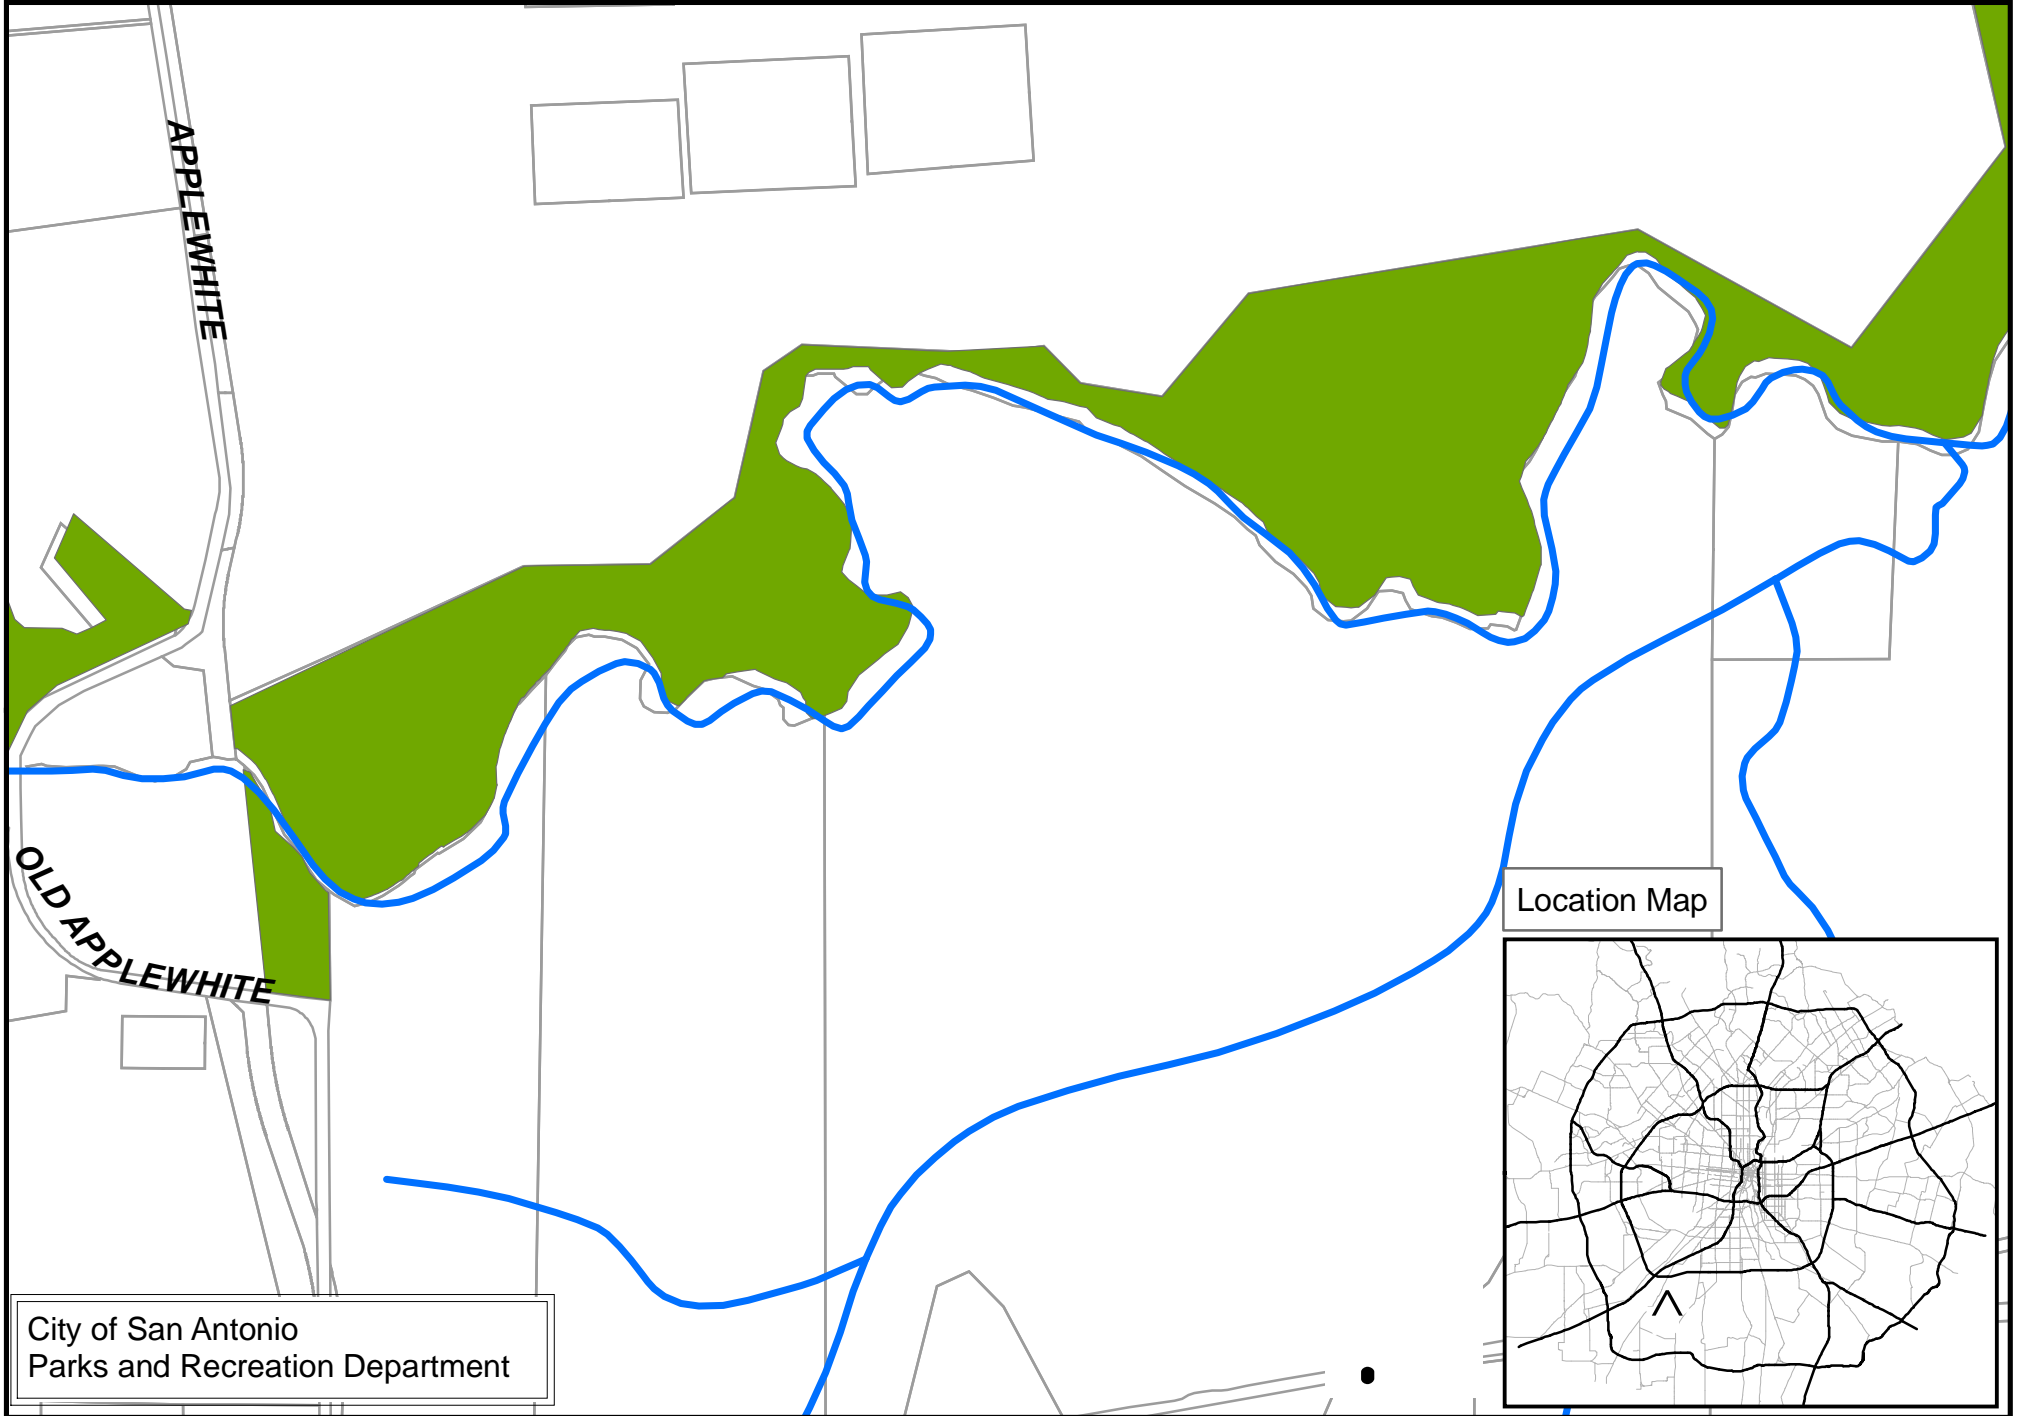 APPLEWHITE
OLD APPLEWHITE
Location Map
City of San Antonio
Parks and Recreation Department